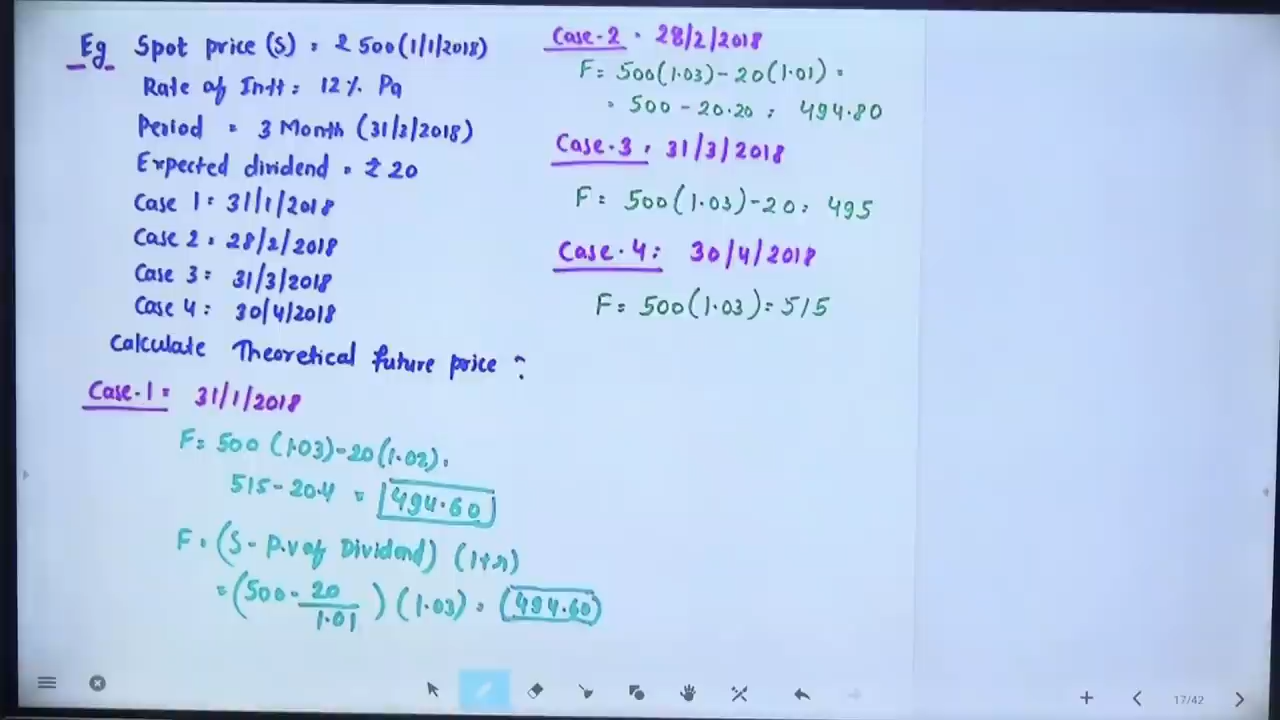 Eg Spot price (S) = ₹ 500 (1/1/2018)
Rate of Intt = 12% Pa
Period = 3 Month (31/3/2018)
Expected dividend = ₹ 20
Case 1 = 31/1/2018
Case 2 = 28/2/2018
Case 3 = 31/3/2018
Case 4 = 30/4/2018
Calculate Theoretical future price ?
Case-1 = 31/1/2018
F = 500 (1.03) - 20 (1.02) =
515 - 20.4 = 494.60
F = (S - P.v of Dividend) (1+r)
= (500 - 20/1.01) (1.03) = 494.60
Case-2 = 28/2/2018
F = 500 (1.03) - 20 (1.01) =
= 500 - 20.20 = 494.80
Case-3 = 31/3/2018
F = 500 (1.03) - 20 = 495
Case-4 = 30/4/2018
F = 500 (1.03) = 515
17/42